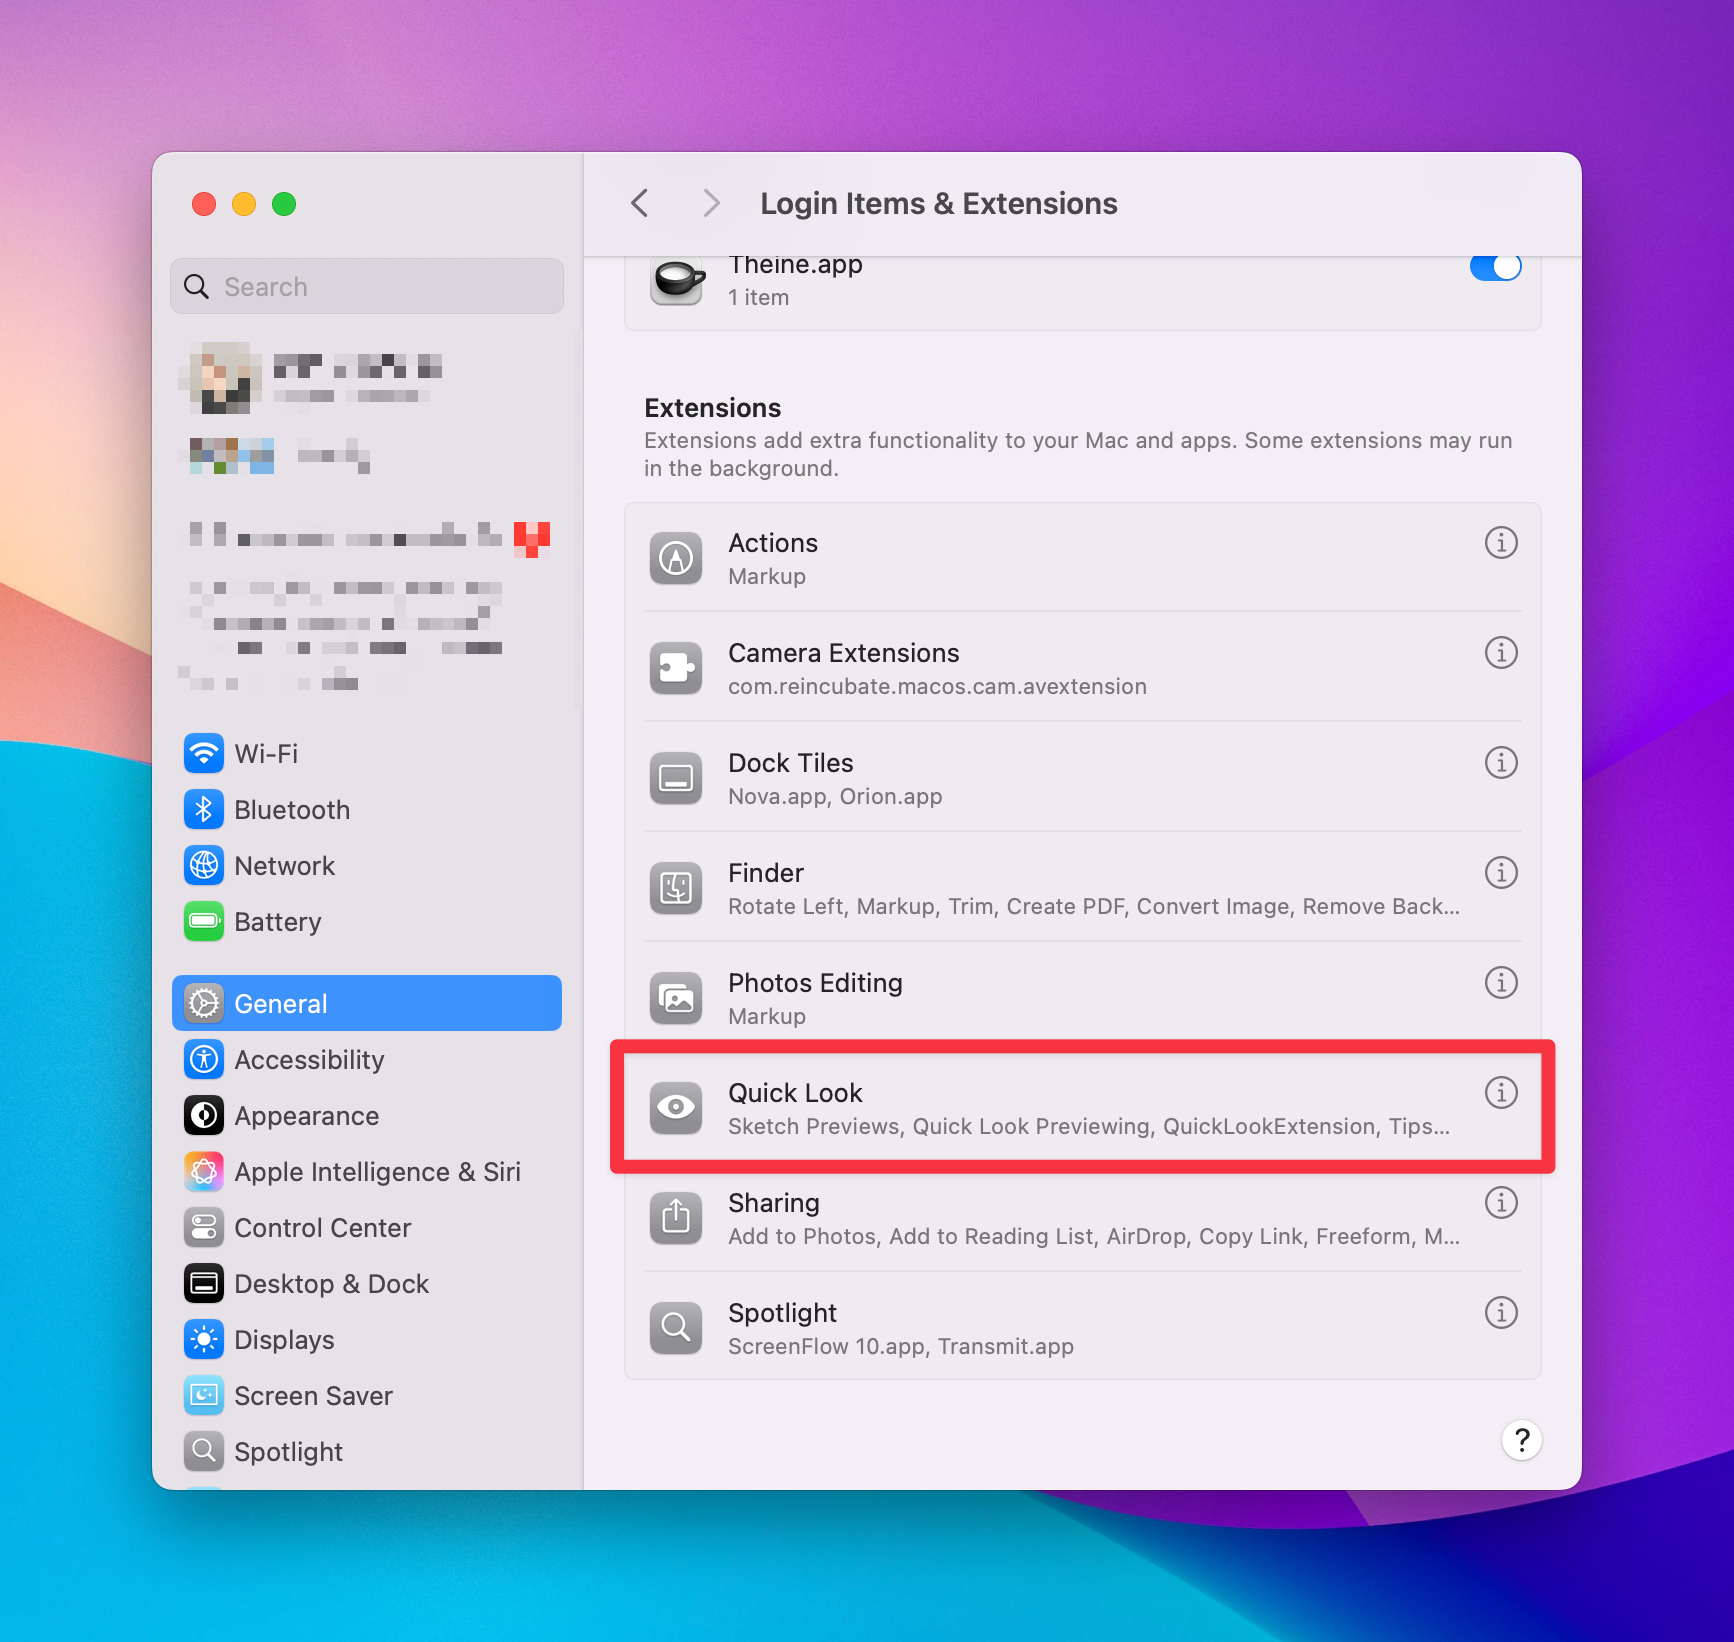 Search
Wi-Fi
Bluetooth
Network
Battery
General
Accessibility
Appearance
Apple Intelligence & Siri
Control Center
Desktop & Dock
Displays
Screen Saver
Spotlight
Login Items & Extensions
Theine.app
1 item
Extensions
Extensions add extra functionality to your Mac and apps. Some extensions may run
in the background.
Actions
Markup
Camera Extensions
com.reincubate.macos.cam.avextension
Dock Tiles
Nova.app, Orion.app
Finder
Rotate Left, Markup, Trim, Create PDF, Convert Image, Remove Back...
Photos Editing
Markup
Quick Look
Sketch Previews, Quick Look Previewing, QuickLookExtension, Tips...
Sharing
Add to Photos, Add to Reading List, AirDrop, Copy Link, Freeform, M...
Spotlight
ScreenFlow 10.app, Transmit.app
?